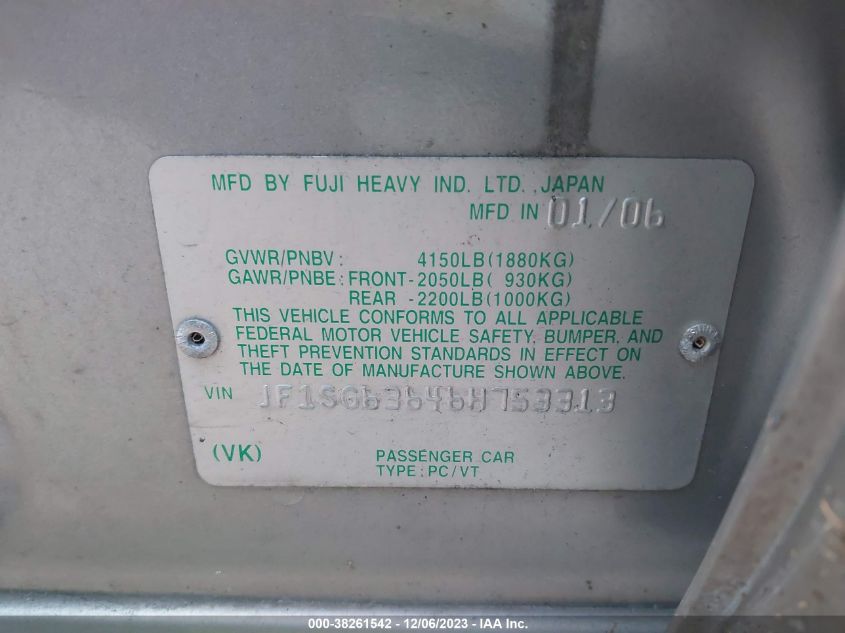 MFD BY FUJI HEAVY IND. LTD. JAPAN
MFD IN 01/06
GVWR/PNBV: 4150LB(1880KG)
GAWR/PNBE: FRONT-2050LB( 930KG)
REAR -2200LB(1000KG)
THIS VEHICLE CONFORMS TO ALL APPLICABLE
FEDERAL MOTOR VEHICLE SAFETY, BUMPER, AND
THEFT PREVENTION STANDARDS IN EFFECT ON
THE DATE OF MANUFACTURE SHOWN ABOVE.
VIN JF1SG63646H753313
(VK) PASSENGER CAR
TYPE: PC/VT
000-38261542 - 12/06/2023 - IAA Inc.